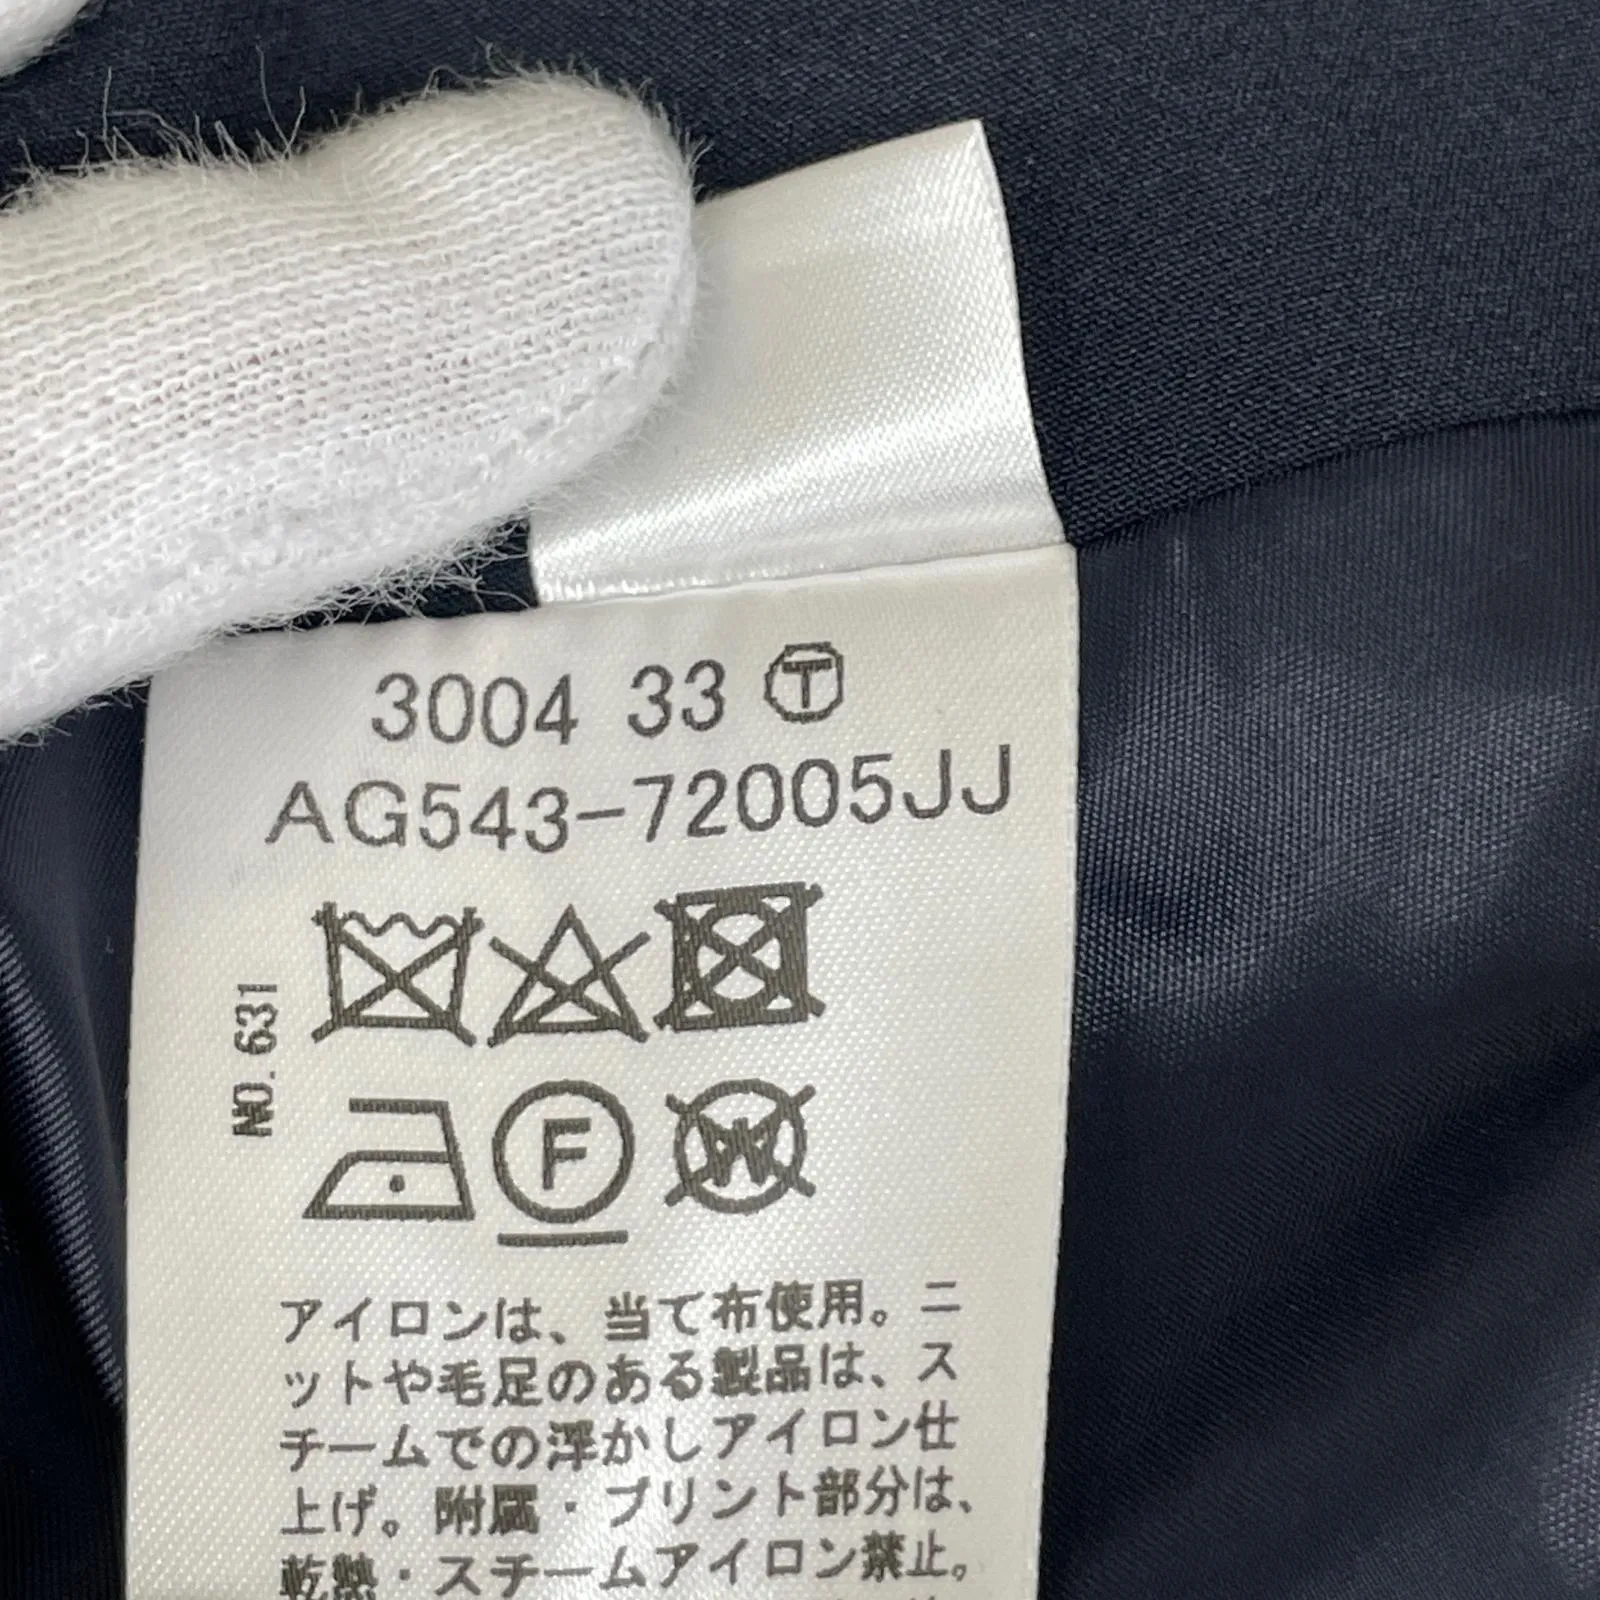 3004 33 Ⓣ
AG543-72005JJ
NO. 631
F
W
アイロンは、当て布使用。ニ
ットや毛足のある製品は、ス
チームでの浮かしアイロン仕
上げ。附属・プリント部分は、
乾熱・スチームアイロン禁止。